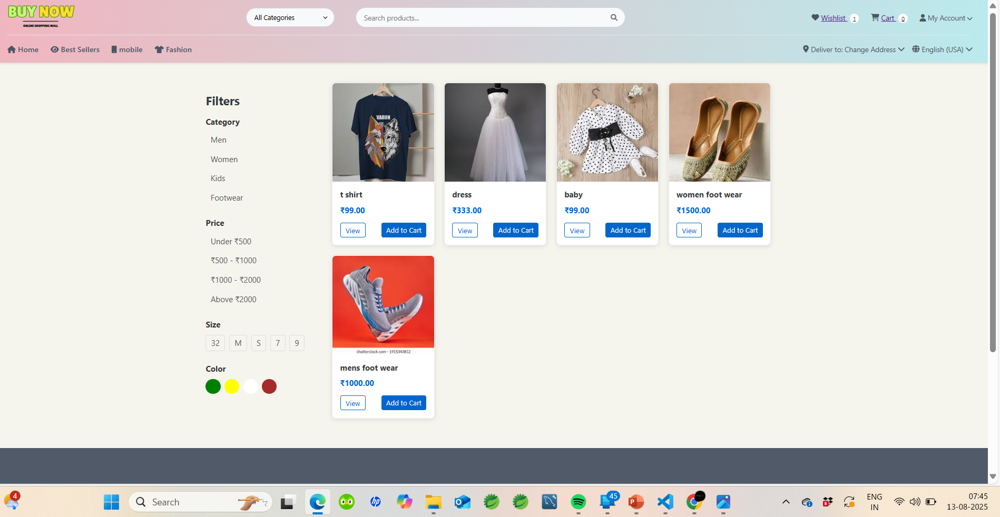 BUY NOW
ONLINE SHOPPING MALL
All Categories
Search products...
Wishlist 1
Cart 0
My Account
Home
Best Sellers
mobile
Fashion
Deliver to: Change Address
English (USA)
Filters
Category
Men
Women
Kids
Footwear
Price
Under ₹500
₹500 - ₹1000
₹1000 - ₹2000
Above ₹2000
Size
32 M S 7 9
Color
VARUN
t shirt
₹99.00
View Add to Cart
dress
₹333.00
View Add to Cart
baby
₹99.00
View Add to Cart
women foot wear
₹1500.00
View Add to Cart
shutterstock.com · 1915343812
mens foot wear
₹1000.00
View Add to Cart
4
Search
hp
45
ENG
IN
07:45
13-08-2025